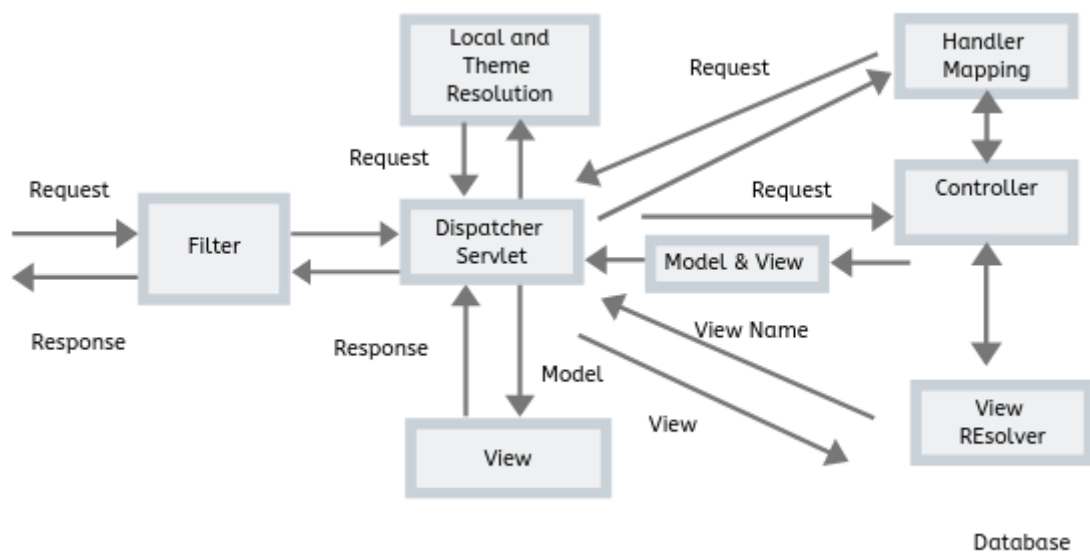 Local and
Theme
Resolution
Handler
Mapping
Request
Request
Request
Request
Controller
Filter
Dispatcher
Servlet
Model & View
View Name
Response
Response
Model
View
View
REsolver
View
Database